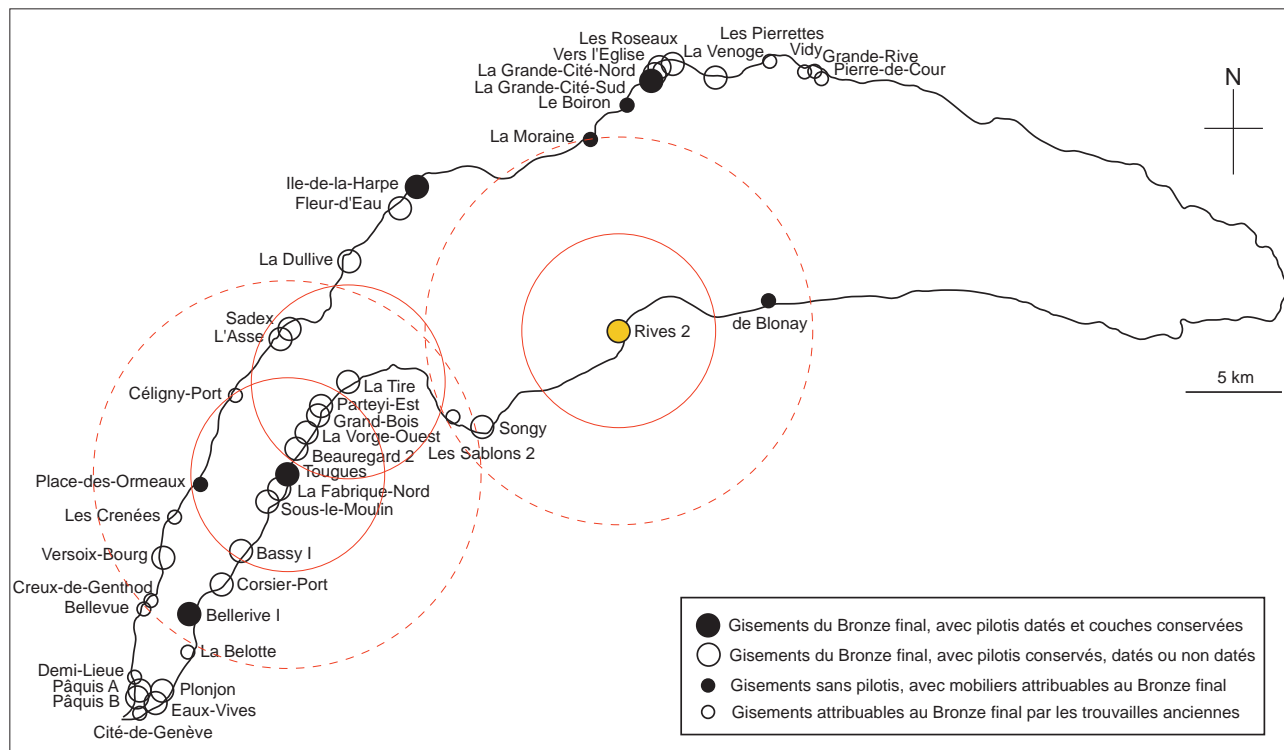 Les Roseaux
Les Pierrettes
Vers l'Eglise
La Venoge
Vidy
Grande-Rive
La Grande-Cité-Nord
Pierre-de-Cour
La Grande-Cité-Sud
Le Boiron
N
La Moraine
Ile-de-la-Harpe
Fleur-d'Eau
La Dullive
Sadex
L'Asse
Rives 2
de Blonay
5 km
Céligny-Port
La Tire
Parteyi-Est
Grand-Bois
La Vorge-Ouest
Songy
Beauregard 2
Les Sablons 2
Tougues
Place-des-Ormeaux
La Fabrique-Nord
Sous-le-Moulin
Les Crenées
Versoix-Bourg
Bassy I
Creux-de-Genthod
Corsier-Port
Bellevue
Bellerive I
La Belotte
Demi-Lieue
Pâquis A
Plonjon
Pâquis B
Eaux-Vives
Cité-de-Genève
Gisements du Bronze final, avec pilotis datés et couches conservées
Gisements du Bronze final, avec pilotis conservés, datés ou non datés
Gisements sans pilotis, avec mobiliers attribuables au Bronze final
Gisements attribuables au Bronze final par les trouvailles anciennes